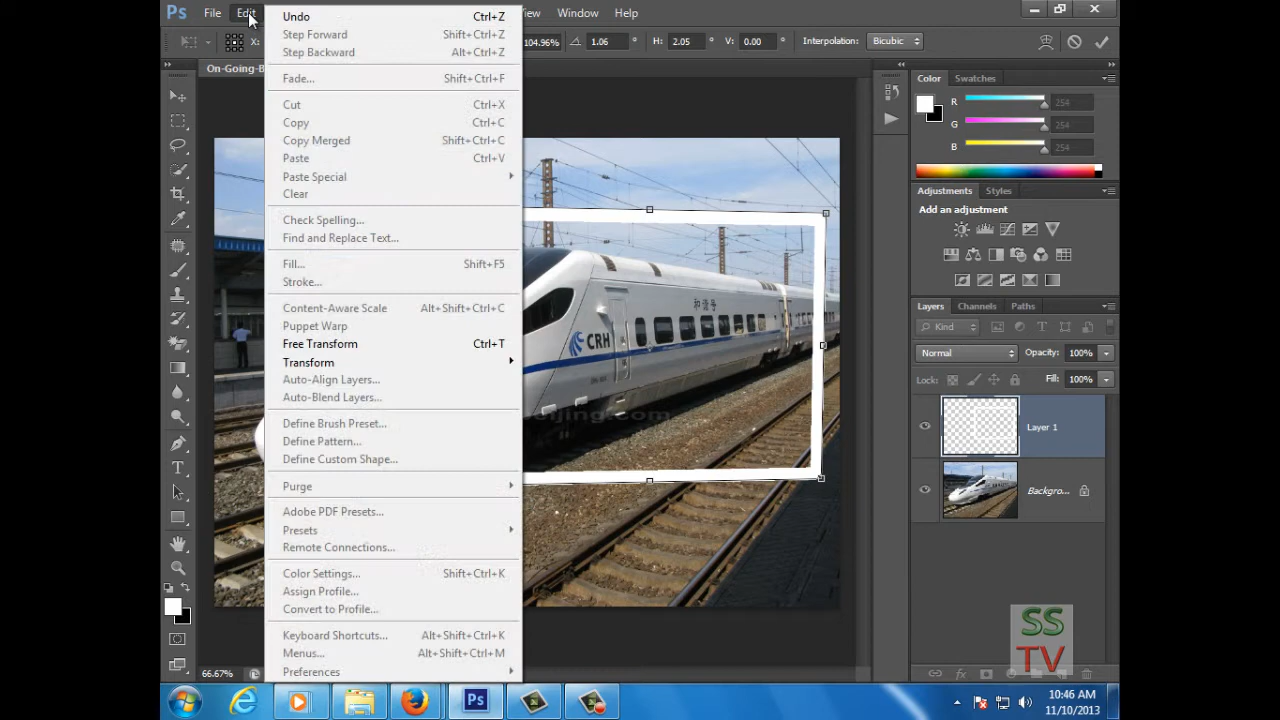 Ps File Edit View Window Help
X: 104.96% 1.06 H: 2.05 V: 0.00 Interpolation: Bicubic
On-Going-B
Undo Ctrl+Z
Step Forward Shift+Ctrl+Z
Step Backward Alt+Ctrl+Z
Fade... Shift+Ctrl+F
Cut Ctrl+X
Copy Ctrl+C
Copy Merged Shift+Ctrl+C
Paste Ctrl+V
Paste Special
Clear
Check Spelling...
Find and Replace Text...
Fill... Shift+F5
Stroke...
Content-Aware Scale Alt+Shift+Ctrl+C
Puppet Warp
Free Transform Ctrl+T
Transform
Auto-Align Layers...
Auto-Blend Layers...
Define Brush Preset...
Define Pattern...
Define Custom Shape...
Purge
Adobe PDF Presets...
Presets
Remote Connections...
Color Settings... Shift+Ctrl+K
Assign Profile...
Convert to Profile...
Keyboard Shortcuts... Alt+Shift+Ctrl+K
Menus... Alt+Shift+Ctrl+M
Preferences
和谐号
CRH
eijing.com
Color Swatches
R 254
G 254
B 254
Adjustments Styles
Add an adjustment
Layers Channels Paths
Kind
Normal Opacity: 100%
Lock: Fill: 100%
Layer 1
Backgro...
SS
TV
66.67%
Ps
10:46 AM
11/10/2013